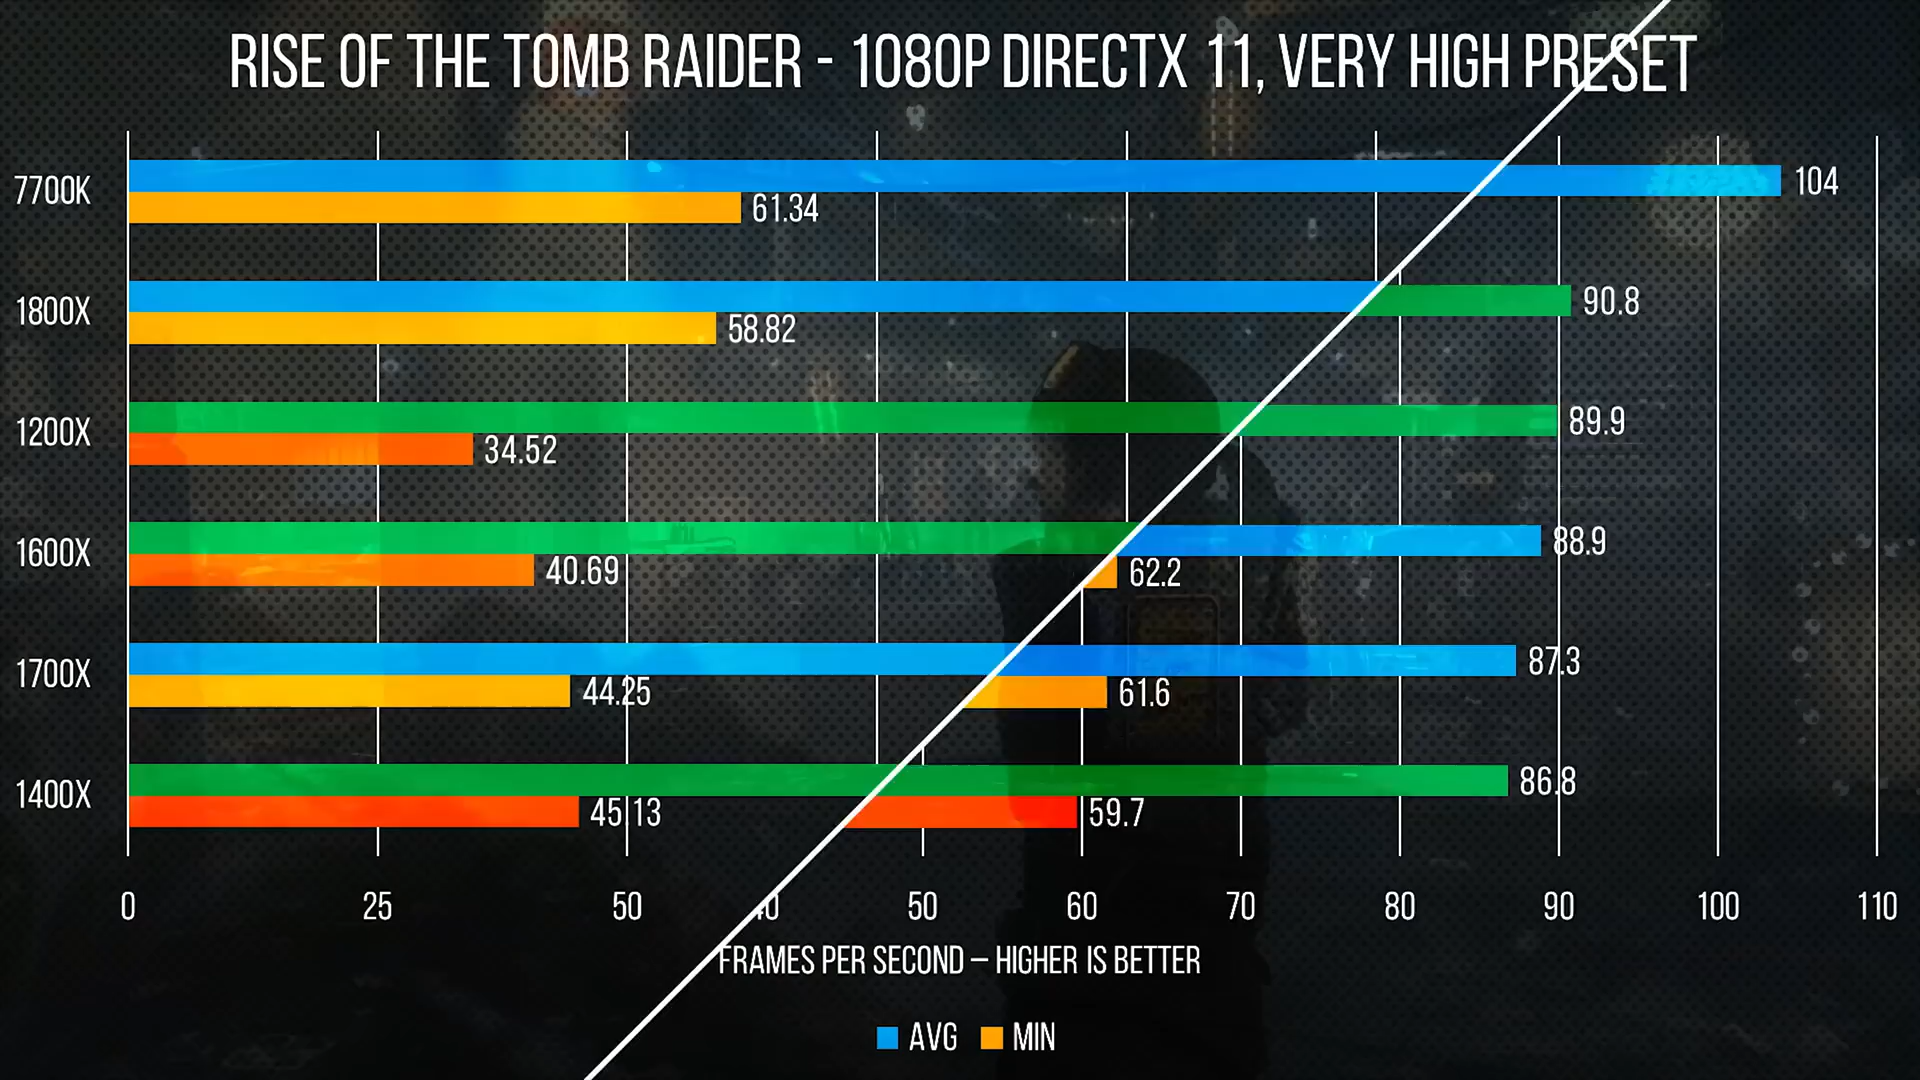 RISE OF THE TOMB RAIDER - 1080P DIRECTX 11, VERY HIGH PRESET
7700K 104
61.34
1800X 90.8
58.82
1200X 89.9
34.52
1600X 88.9
40.69 62.2
1700X 87.3
44.25 61.6
1400X 86.8
45.13 59.7
0 25 50 40 50 60 70 80 90 100 110
FRAMES PER SECOND – HIGHER IS BETTER
AVG MIN